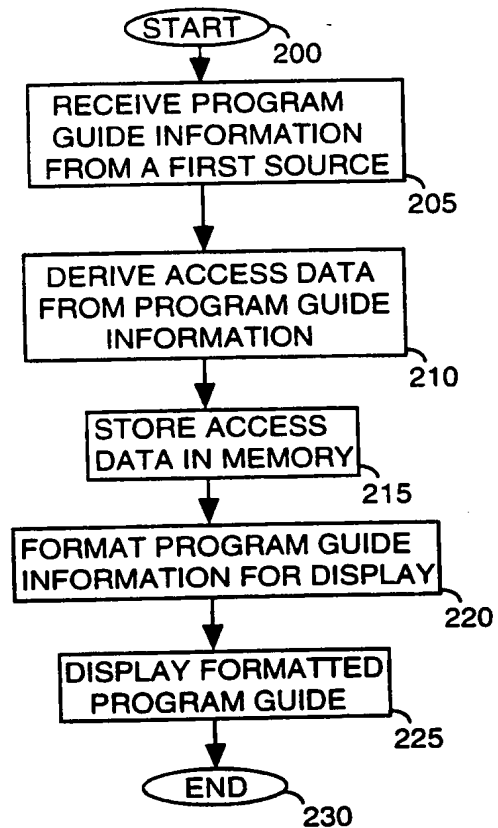 START
200
RECEIVE PROGRAM
GUIDE INFORMATION
FROM A FIRST SOURCE
205
DERIVE ACCESS DATA
FROM PROGRAM GUIDE
INFORMATION
210
STORE ACCESS
DATA IN MEMORY
215
FORMAT PROGRAM GUIDE
INFORMATION FOR DISPLAY
220
DISPLAY FORMATTED
PROGRAM GUIDE
225
END
230